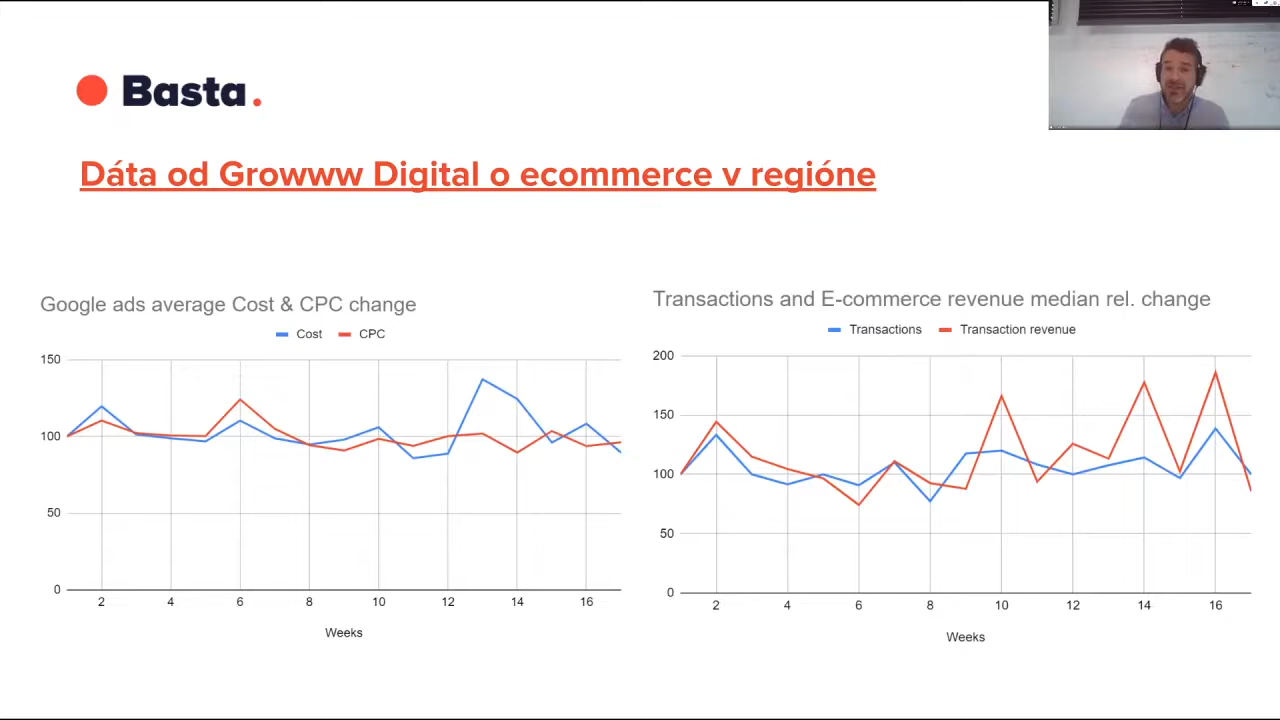 Basta.
Dáta od Growww Digital o ecommerce v regióne
Google ads average Cost & CPC change
Cost CPC
150
100
50
0
2 4 6 8 10 12 14 16
Weeks
Transactions and E-commerce revenue median rel. change
Transactions Transaction revenue
200
150
100
50
0
2 4 6 8 10 12 14 16
Weeks